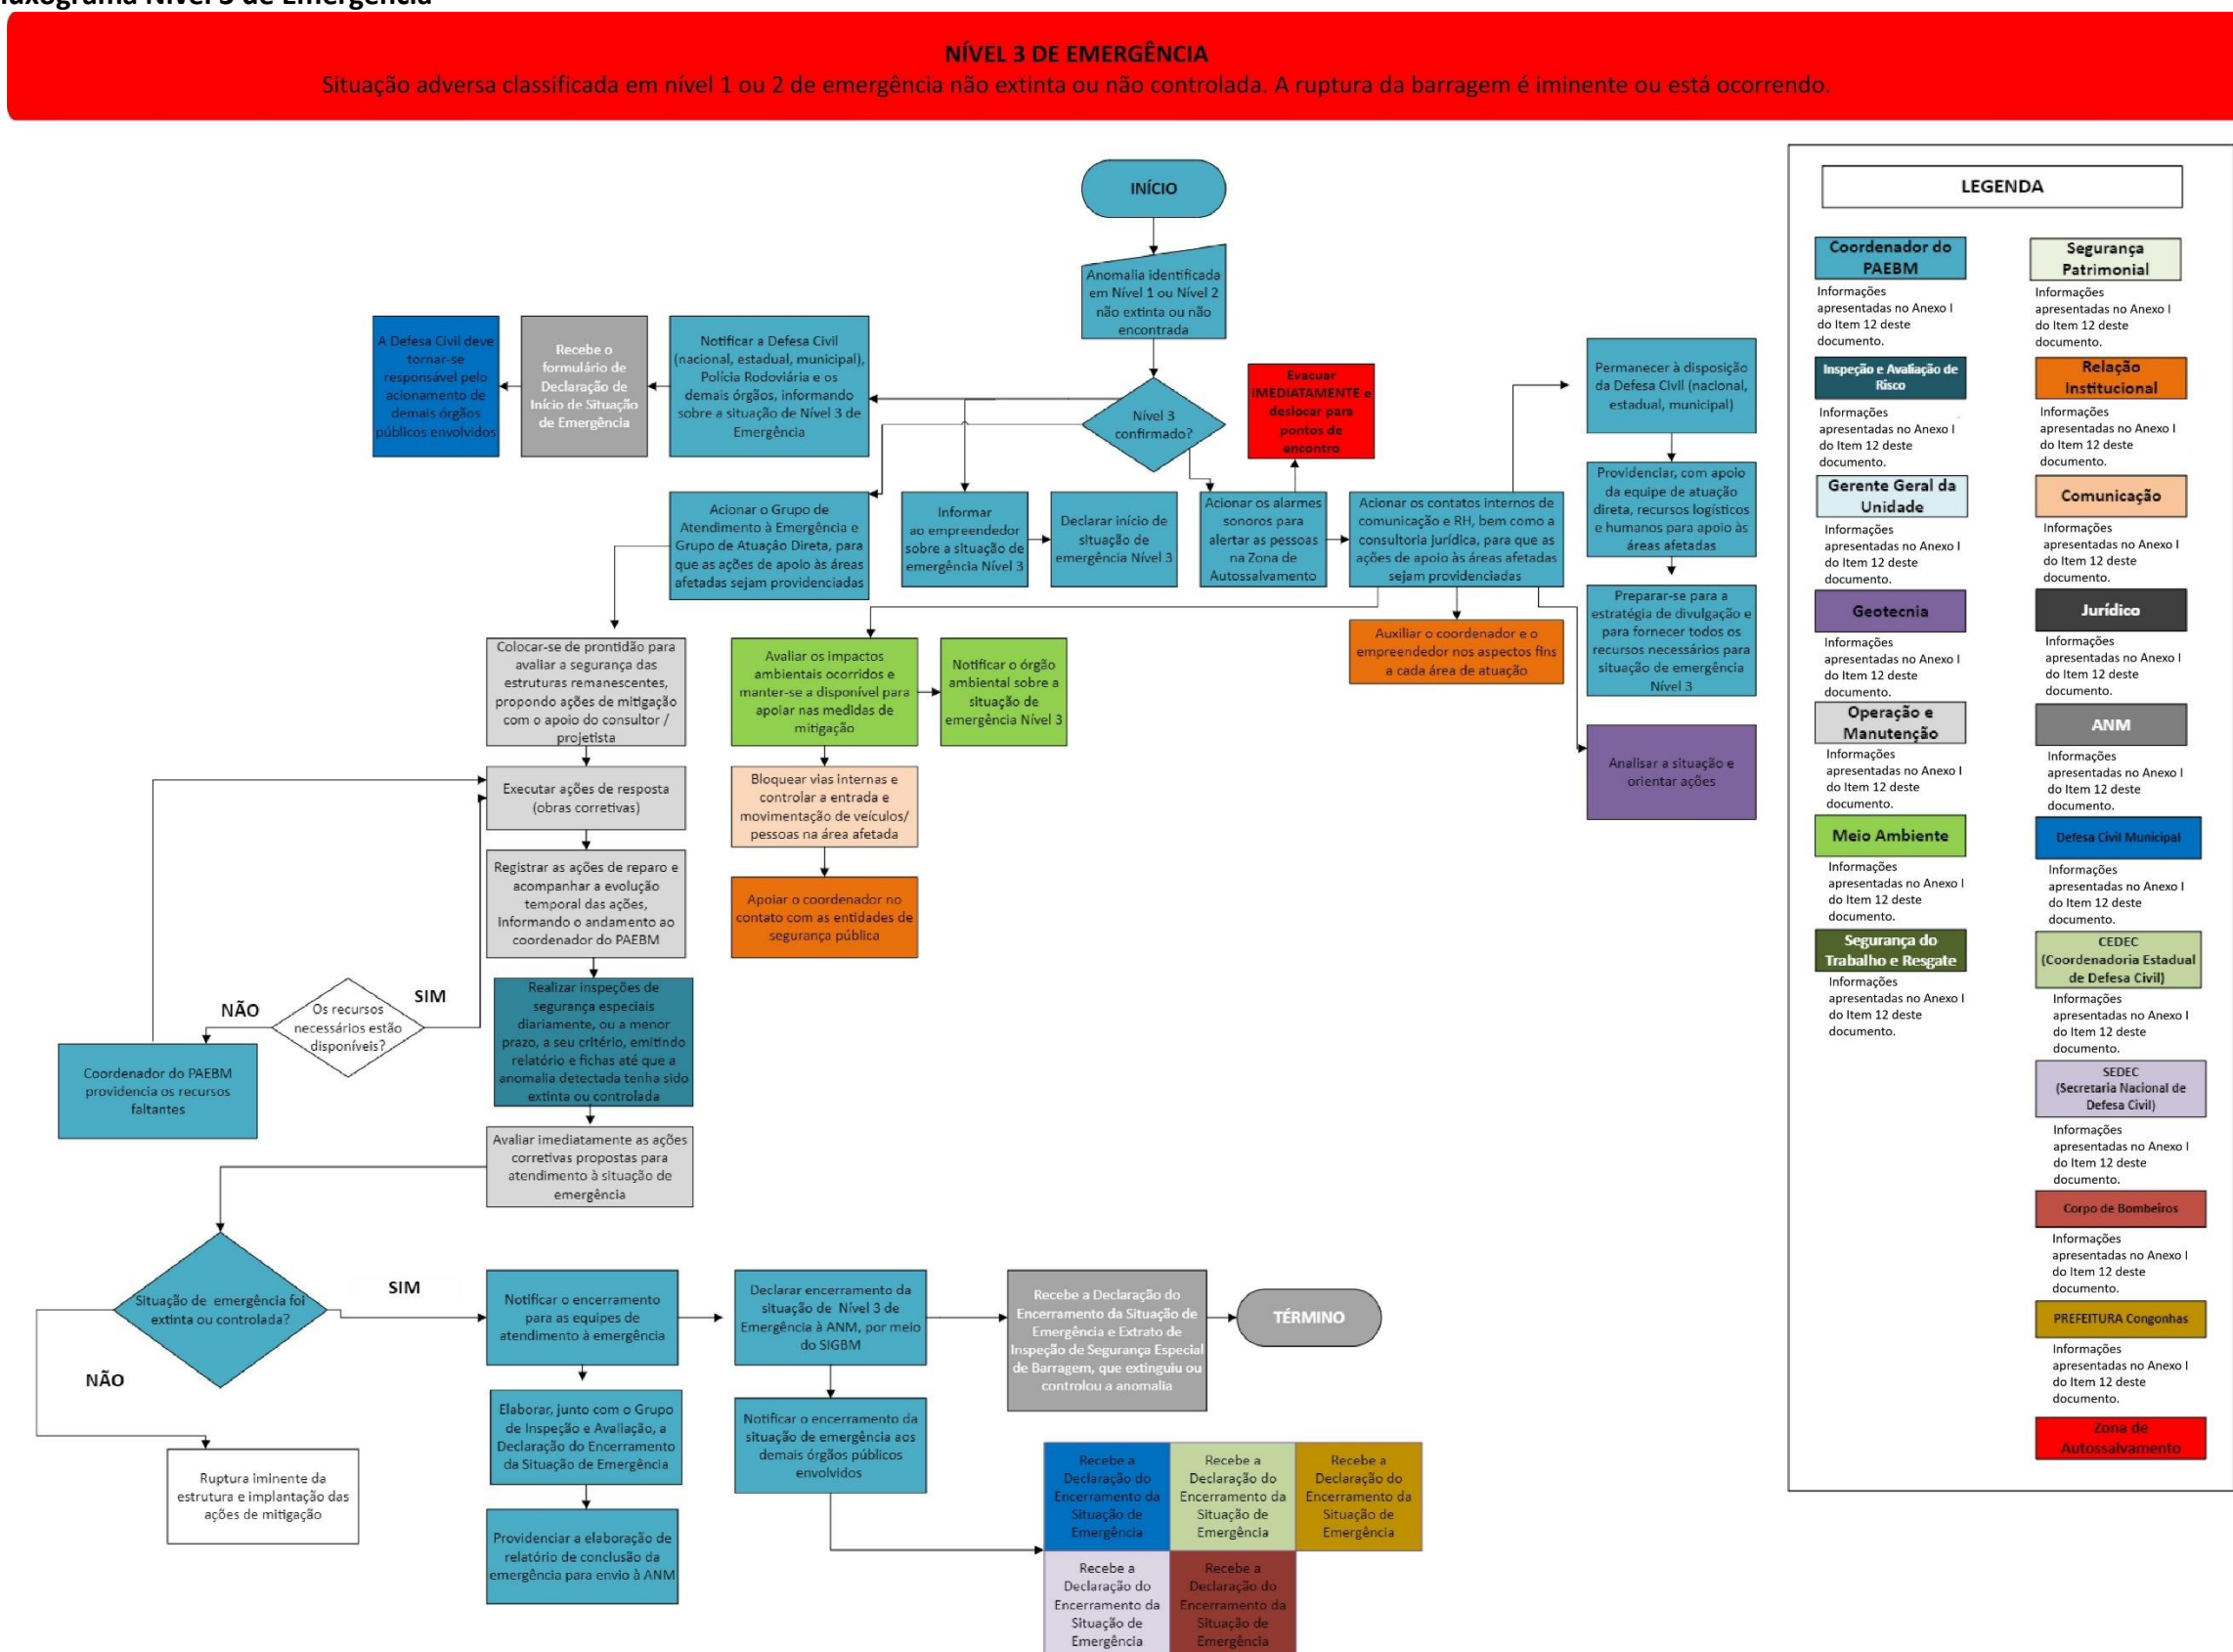 Nível 3 de Emergência
NÍVEL 3 DE EMERGÊNCIA
Situação adversa classificada em nível 1 ou 2 de emergência não extinta ou não controlada. A ruptura da barragem é iminente ou está ocorrendo.
INÍCIO
Anomalia identificada
em Nível 1 ou Nível 2
não extinta ou não
encontrada
Nível 3
confirmado?
A Defesa Civil deve
tornar-se
responsável pelo
acionamento de
demais órgãos
públicos envolvidos
Recebe o
formulário de
Declaração de
Início de Situação
de Emergência
Notificar a Defesa Civil
(nacional, estadual, municipal),
Polícia Rodoviária e os
demais órgãos, informando
sobre a situação de Nível 3 de
Emergência
Evacuar
IMEDIATAMENTE e
deslocar para
pontos de
encontro
Permanecer à disposição
da Defesa Civil (nacional,
estadual, municipal)
Providenciar, com apoio
da equipe de atuação
direta, recursos logísticos
e humanos para apoio às
áreas afetadas
Preparar-se para a
estratégia de divulgação e
para fornecer todos os
recursos necessários para
situação de emergência
Nível 3
Acionar o Grupo de
Atendimento à Emergência e
Grupo de Atuação Direta, para
que as ações de apoio às áreas
afetadas sejam providenciadas
Informar
ao empreendedor
sobre a situação de
emergência Nível 3
Declarar início de
situação de
emergência Nível 3
Acionar os alarmes
sonoros para
alertar as pessoas
na Zona de
Autossalvamento
Acionar os contatos internos de
comunicação e RH, bem como a
consultoria jurídica, para que as
ações de apoio às áreas afetadas
sejam providenciadas
Colocar-se de prontidão para
avaliar a segurança das
estruturas remanescentes,
propondo ações de mitigação
com o apoio do consultor /
projetista
Avaliar os impactos
ambientais ocorridos e
manter-se a disponível para
apoiar nas medidas de
mitigação
Notificar o órgão
ambiental sobre a
situação de
emergência Nível 3
Auxiliar o coordenador e o
empreendedor nos aspectos fins
a cada área de atuação
Analisar a situação e
orientar ações
Executar ações de resposta
(obras corretivas)
Bloquear vias internas e
controlar a entrada e
movimentação de veículos/
pessoas na área afetada
Registrar as ações de reparo e
acompanhar a evolução
temporal das ações,
Informando o andamento ao
coordenador do PAEBM
Apoiar o coordenador no
contato com as entidades de
segurança pública
Realizar inspeções de
segurança especiais
diariamente, ou a menor
prazo, a seu critério, emitindo
relatório e fichas até que a
anomalia detectada tenha sido
extinta ou controlada
NÃO
Os recursos
necessários estão
disponíveis?
SIM
Coordenador do PAEBM
providencia os recursos
faltantes
Avaliar imediatamente as ações
corretivas propostas para
atendimento à situação de
emergência
Situação de emergência foi
extinta ou controlada?
SIM
NÃO
Ruptura iminente da
estrutura e implantação das
ações de mitigação
Notificar o encerramento
para as equipes de
atendimento à emergência
Elaborar, junto com o Grupo
de Inspeção e Avaliação, a
Declaração do Encerramento
da Situação de Emergência
Providenciar a elaboração de
relatório de conclusão da
emergência para envio à ANM
Declarar encerramento da
situação de Nível 3 de
Emergência à ANM, por meio
do SIGBM
Notificar o encerramento da
situação de emergência aos
demais órgãos públicos
envolvidos
Recebe a Declaração do
Encerramento da Situação de
Emergência e Extrato de
Inspeção de Segurança Especial
de Barragem, que extinguiu ou
controlou a anomalia
TÉRMINO
Recebe a
Declaração do
Encerramento da
Situação de
Emergência
Recebe a
Declaração do
Encerramento da
Situação de
Emergência
Recebe a
Declaração do
Encerramento da
Situação de
Emergência
Recebe a
Declaração do
Encerramento da
Situação de
Emergência
Recebe a
Declaração do
Encerramento da
Situação de
Emergência
LEGENDA
Coordenador do
PAEBM
Informações
apresentadas no Anexo I
do Item 12 deste
documento.
Inspeção e Avaliação de
Risco
Informações
apresentadas no Anexo I
do Item 12 deste
documento.
Gerente Geral da
Unidade
Informações
apresentadas no Anexo I
do Item 12 deste
documento.
Geotecnia
Informações
apresentadas no Anexo I
do Item 12 deste
documento.
Operação e
Manutenção
Informações
apresentadas no Anexo I
do Item 12 deste
documento.
Meio Ambiente
Informações
apresentadas no Anexo I
do Item 12 deste
documento.
Segurança do
Trabalho e Resgate
Informações
apresentadas no Anexo I
do Item 12 deste
documento.
Segurança
Patrimonial
Informações
apresentadas no Anexo I
do Item 12 deste
documento.
Relação
Institucional
Informações
apresentadas no Anexo I
do Item 12 deste
documento.
Comunicação
Informações
apresentadas no Anexo I
do Item 12 deste
documento.
Jurídico
Informações
apresentadas no Anexo I
do Item 12 deste
documento.
ANM
Informações
apresentadas no Anexo I
do Item 12 deste
documento.
Defesa Civil Municipal
Informações
apresentadas no Anexo I
do Item 12 deste
documento.
CEDEC
(Coordenadoria Estadual
de Defesa Civil)
Informações
apresentadas no Anexo I
do Item 12 deste
documento.
SEDEC
(Secretaria Nacional de
Defesa Civil)
Informações
apresentadas no Anexo I
do Item 12 deste
documento.
Corpo de Bombeiros
Informações
apresentadas no Anexo I
do Item 12 deste
documento.
PREFEITURA Congonhas
Informações
apresentadas no Anexo I
do Item 12 deste
documento.
Zona de
Autossalvamento